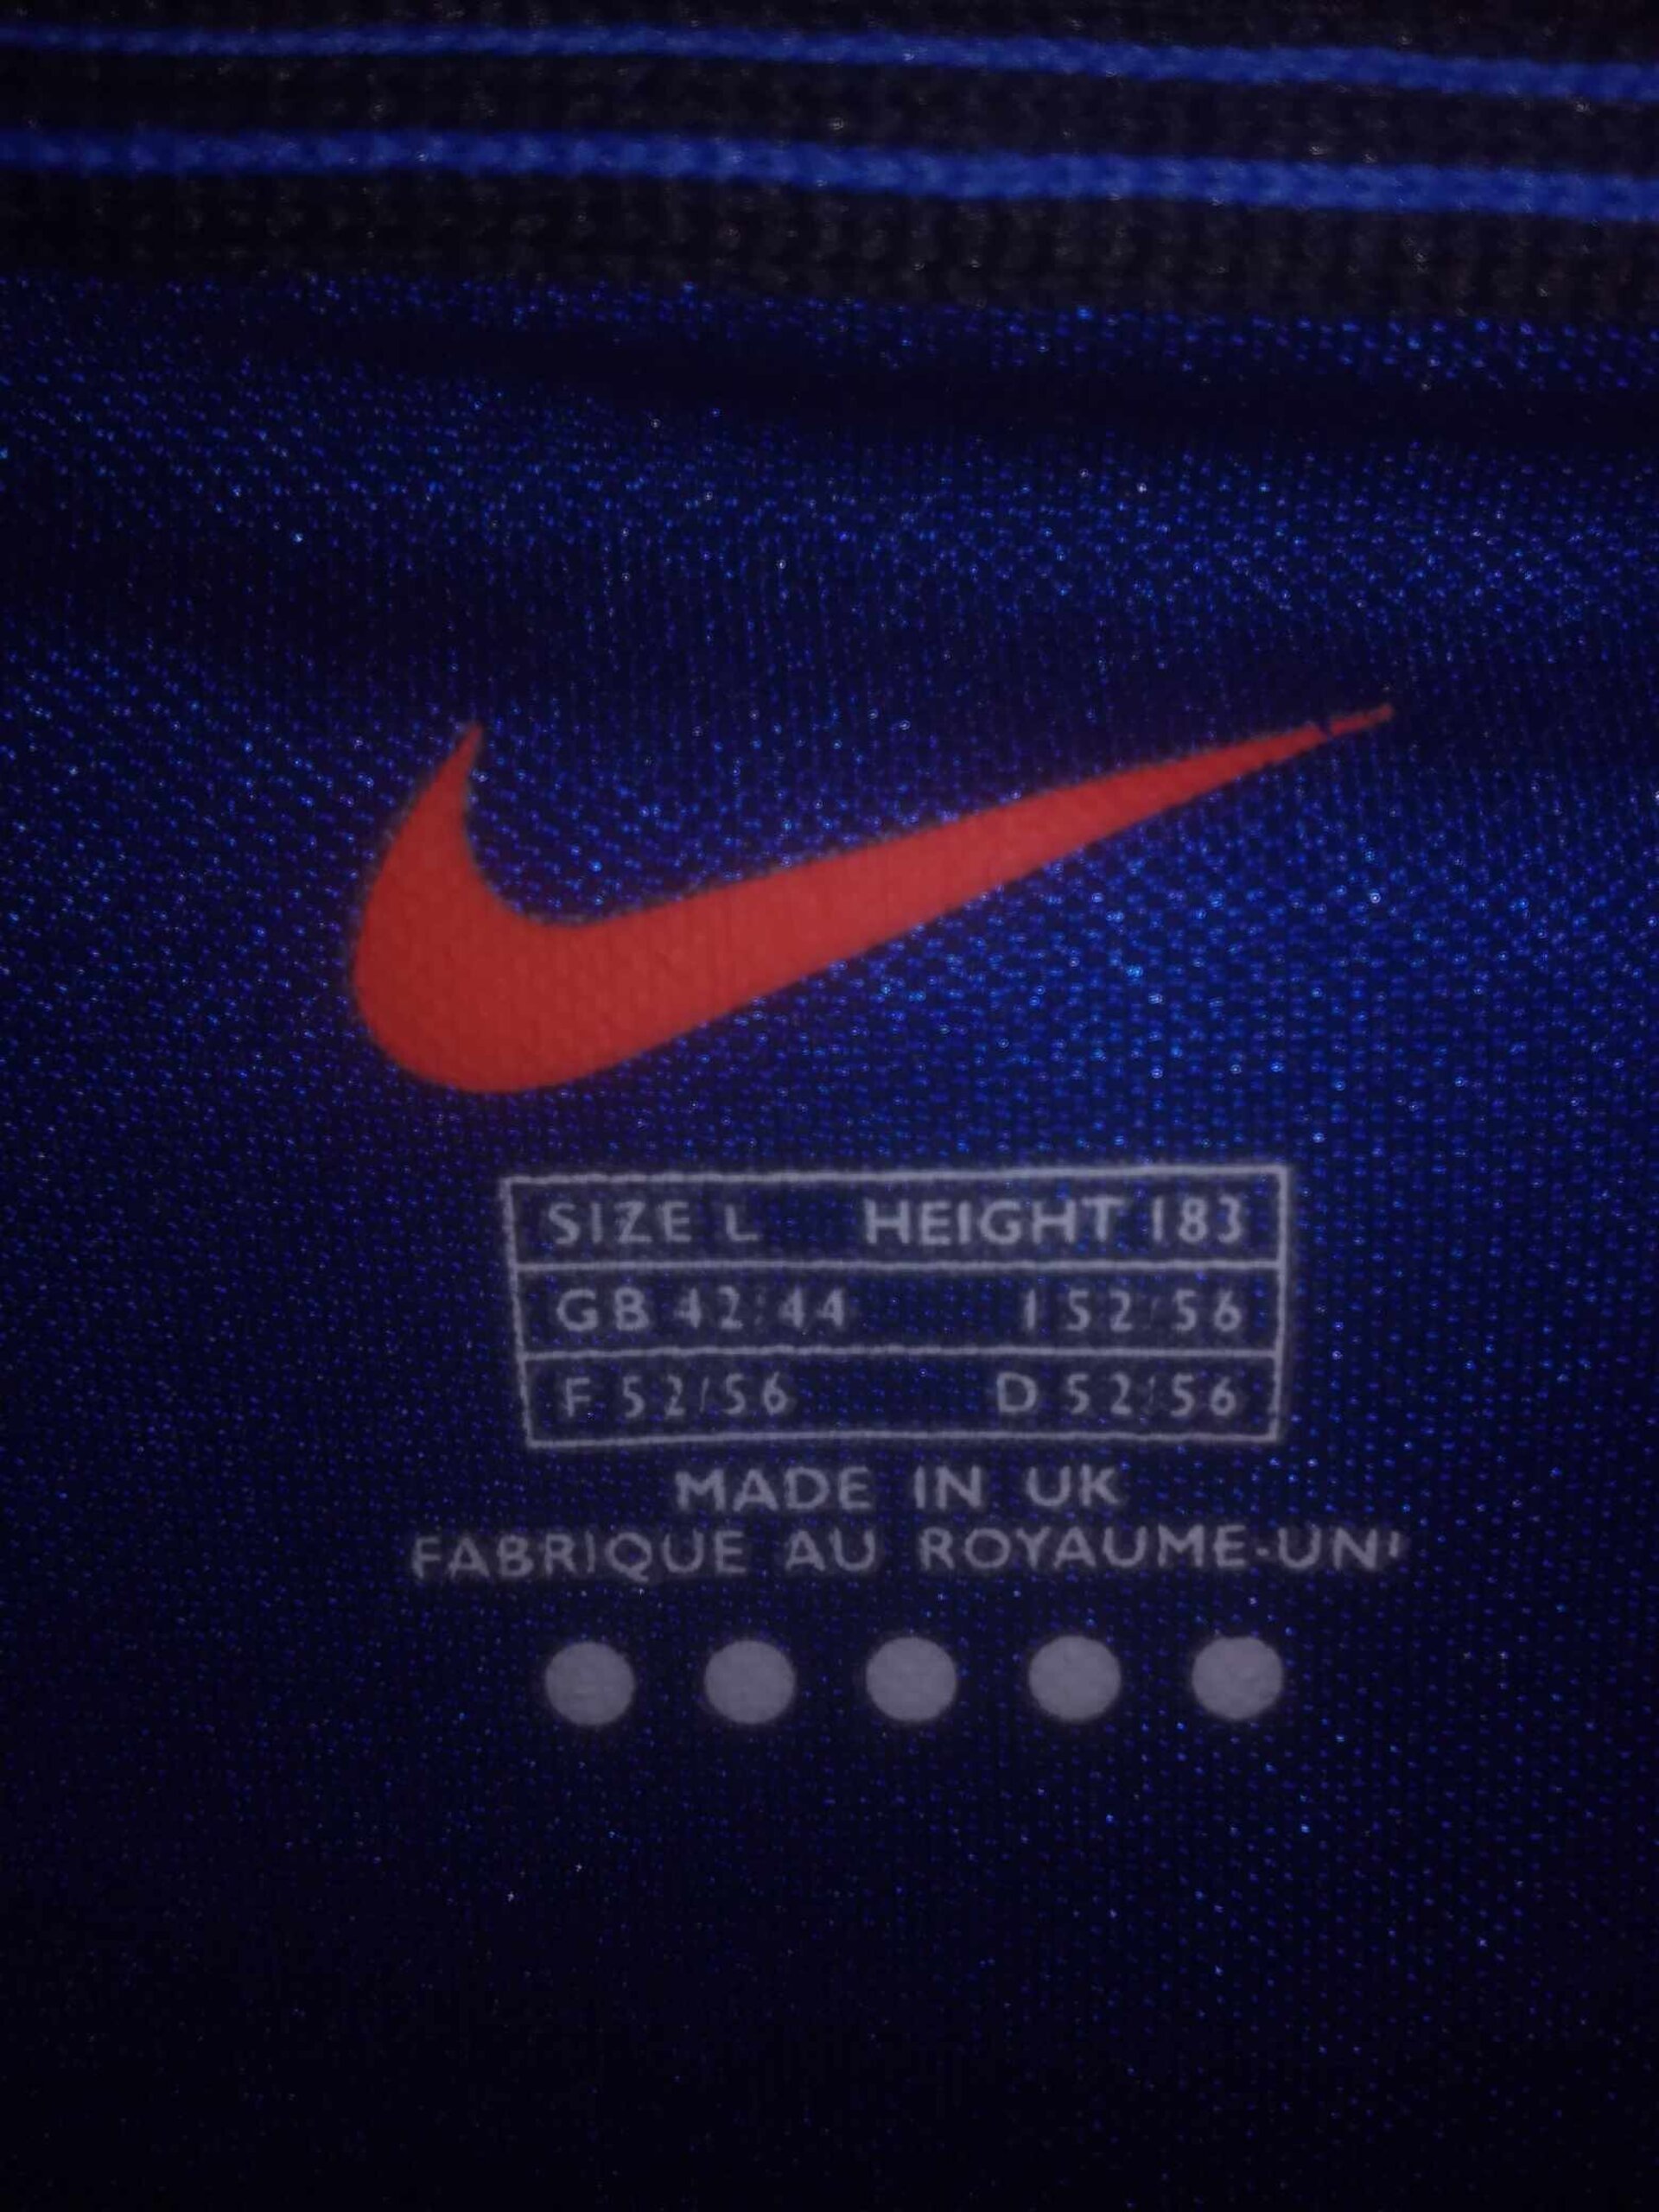 SIZE L HEIGHT 183
GB 42/44 I 52/56
F 52/56 D 52/56
MADE IN UK
FABRIQUE AU ROYAUME-UNI